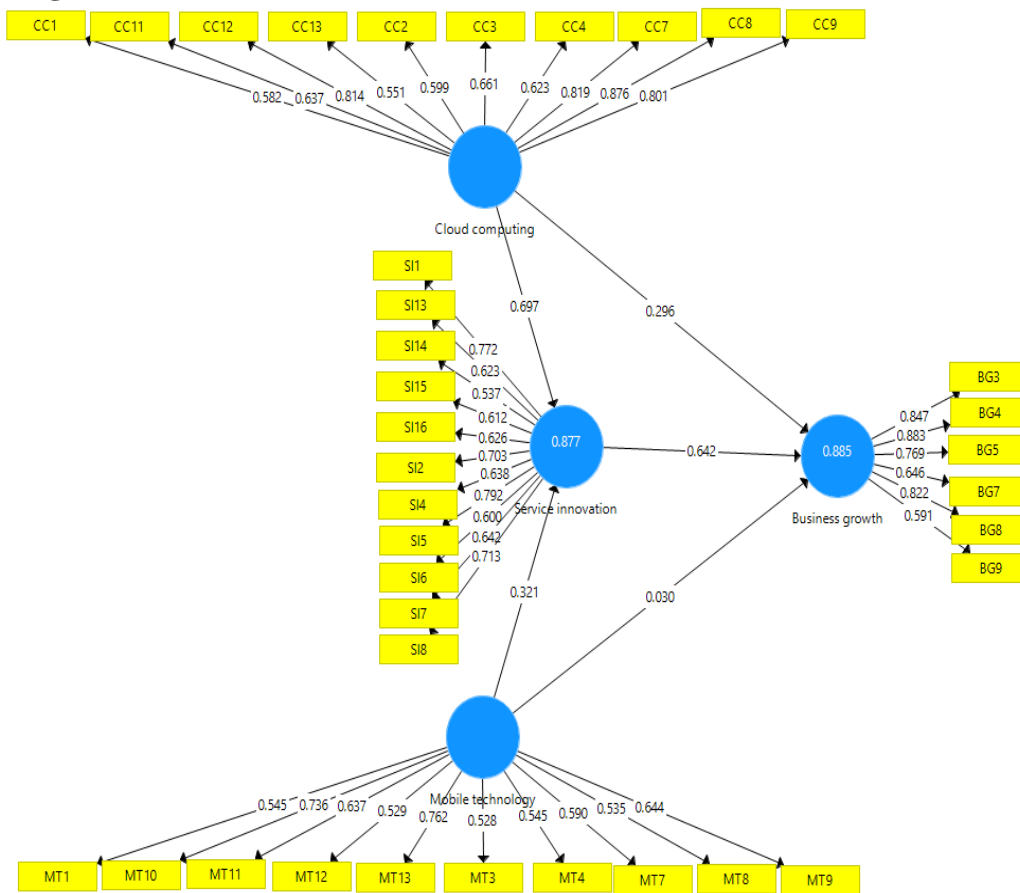 CC1 CC11 CC12 CC13 CC2 CC3 CC4 CC7 CC8 CC9
0.582 0.637 0.814 0.551 0.599 0.661 0.623 0.819 0.876 0.801
Cloud computing
0.697
0.296
SI1
SI13
SI14
SI15
SI16
SI2
SI4
SI5
SI6
SI7
SI8
0.772
0.623
0.537
0.612
0.626
0.703
0.638
0.792
0.600
0.642
0.713
0.877
Service innovation
0.642
0.885
Business growth
0.847
0.883
0.769
0.646
0.822
0.591
BG3
BG4
BG5
BG7
BG8
BG9
0.321
0.030
Mobile technology
0.545 0.736 0.637 0.529 0.762 0.528 0.545 0.590 0.535 0.644
MT1 MT10 MT11 MT12 MT13 MT3 MT4 MT7 MT8 MT9